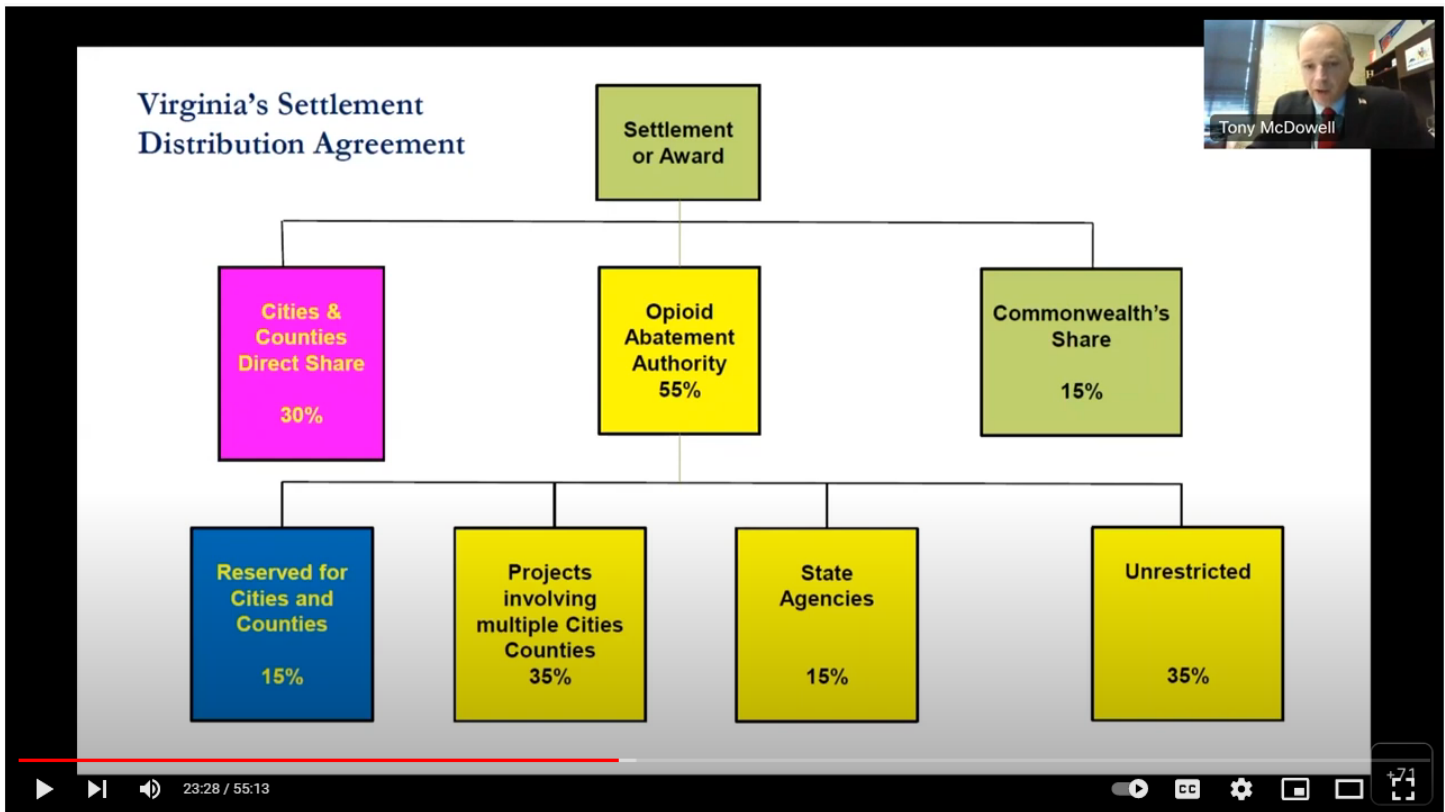 Virginia's Settlement
Distribution Agreement
Settlement
or Award
Tony McDowell
Cities &
Counties
Direct Share
30%
Opioid
Abatement
Authority
55%
Commonwealth's
Share
15%
Reserved for
Cities and
Counties
15%
Projects
involving
multiple Cities
Counties
35%
State
Agencies
15%
Unrestricted
35%
23:28 / 55:13
CC
+71